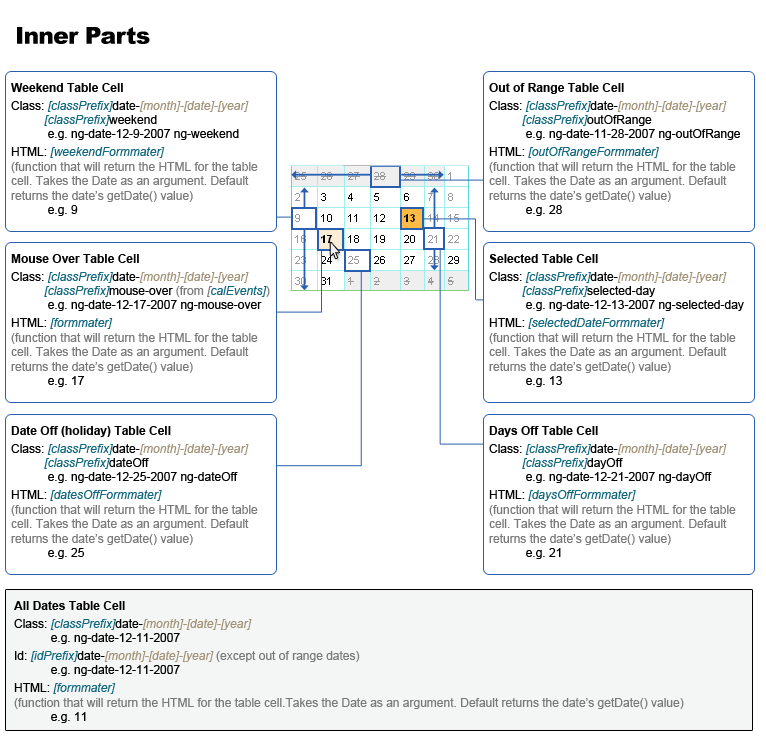 Inner Parts
Weekend Table Cell
Class: [classPrefix]date-[month]-[date]-[year]
[classPrefix]weekend
e.g. ng-date-12-9-2007 ng-weekend
HTML: [weekendFormmater]
(function that will return the HTML for the table
cell. Takes the Date as an argument. Default
returns the date's getDate() value)
e.g. 9
Out of Range Table Cell
Class: [classPrefix]date-[month]-[date]-[year]
[classPrefix]outOfRange
e.g. ng-date-11-28-2007 ng-outOfRange
HTML: [outOfRangeFormmater]
(function that will return the HTML for the table
cell. Takes the Date as an argument. Default
returns the date's getDate() value)
e.g. 28
25 26 27 28 29 30 1
2 3 4 5 6 7 8
9 10 11 12 13 14 15
16 17 18 19 20 21 22
23 24 25 26 27 28 29
30 31 1 2 3 4 5
Mouse Over Table Cell
Class: [classPrefix]date-[month]-[date]-[year]
[classPrefix]mouse-over (from [calEvents])
e.g. ng-date-12-17-2007 ng-mouse-over
HTML: [formmater]
(function that will return the HTML for the table
cell. Takes the Date as an argument. Default
returns the date's getDate() value)
e.g. 17
Selected Table Cell
Class: [classPrefix]date-[month]-[date]-[year]
[classPrefix]selected-day
e.g. ng-date-12-13-2007 ng-selected-day
HTML: [selectedDateFormmater]
(function that will return the HTML for the table
cell. Takes the Date as an argument. Default
returns the date's getDate() value)
e.g. 13
Date Off (holiday) Table Cell
Class: [classPrefix]date-[month]-[date]-[year]
[classPrefix]dateOff
e.g. ng-date-12-25-2007 ng-dateOff
HTML: [datesOffFormmater]
(function that will return the HTML for the table
cell. Takes the Date as an argument. Default
returns the date's getDate() value)
e.g. 25
Days Off Table Cell
Class: [classPrefix]date-[month]-[date]-[year]
[classPrefix]dayOff
e.g. ng-date-12-21-2007 ng-dayOff
HTML: [daysOffFormmater]
(function that will return the HTML for the table
cell. Takes the Date as an argument. Default
returns the date's getDate() value)
e.g. 21
All Dates Table Cell
Class: [classPrefix]date-[month]-[date]-[year]
e.g. ng-date-12-11-2007
Id: [idPrefix]date-[month]-[date]-[year] (except out of range dates)
e.g. ng-date-12-11-2007
HTML: [formmater]
(function that will return the HTML for the table cell.Takes the Date as an argument. Default returns the date's getDate() value)
e.g. 11